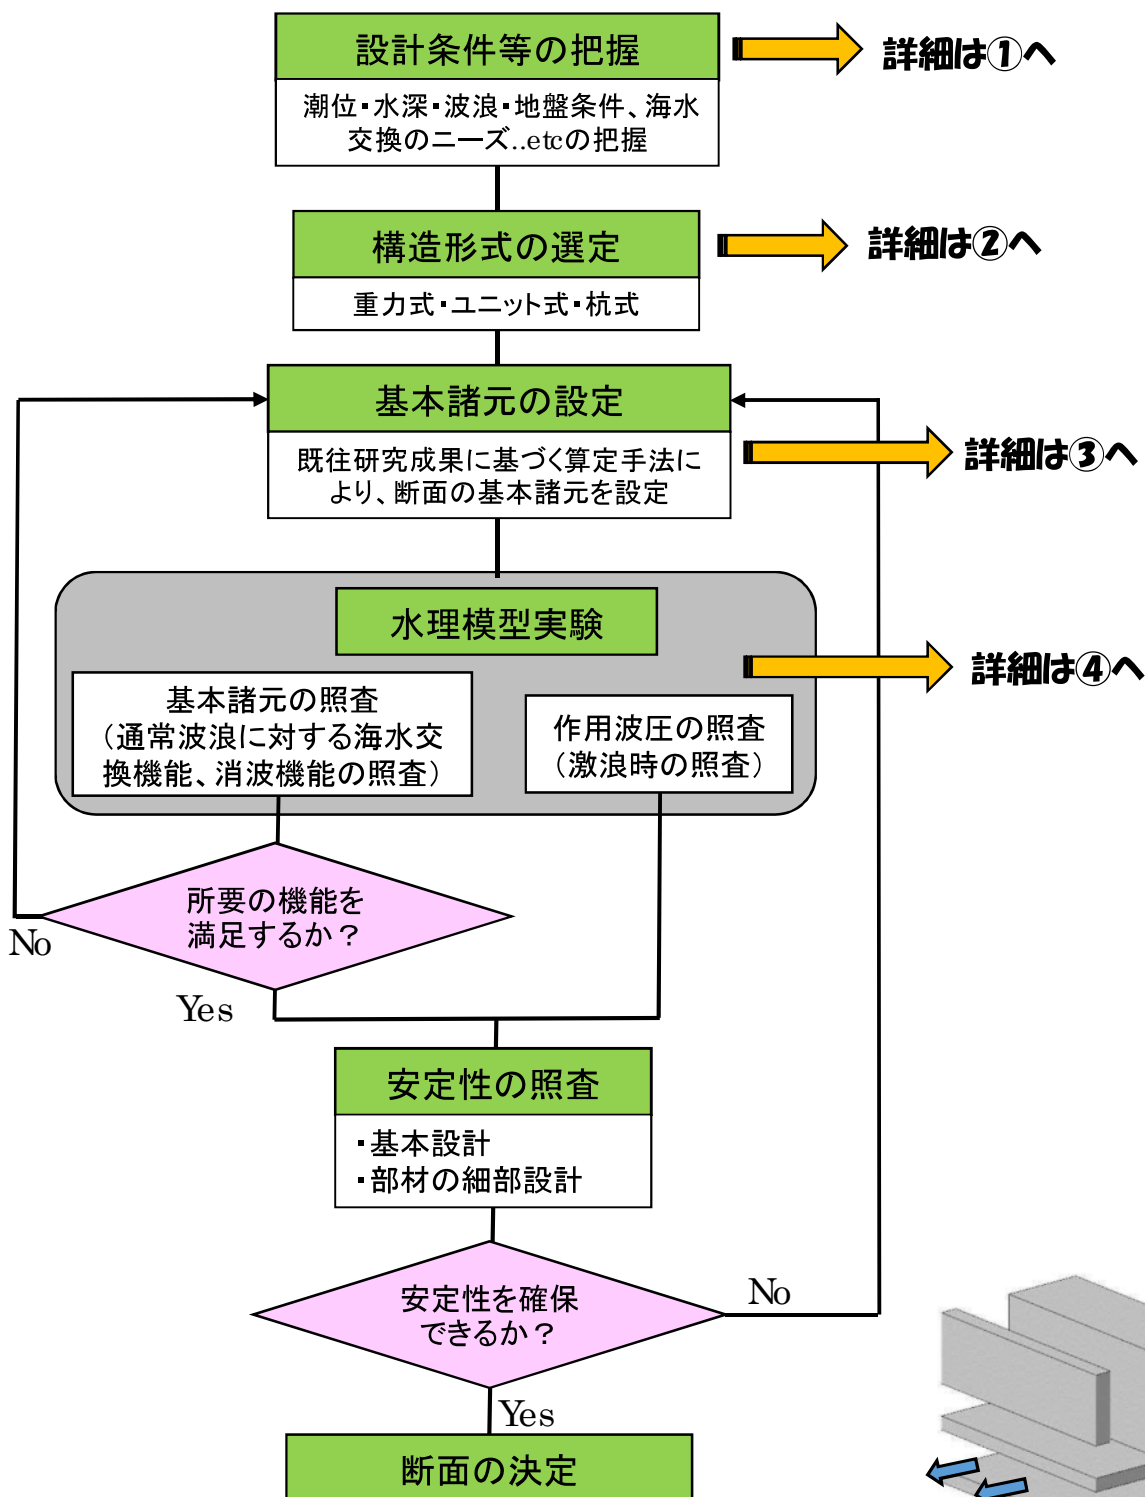 設計条件等の把握
詳細は①へ
潮位・水深・波浪・地盤条件、海水
交換のニーズ..etcの把握
構造形式の選定
詳細は②へ
重力式・ユニット式・杭式
基本諸元の設定
詳細は③へ
既往研究成果に基づく算定手法に
より、断面の基本諸元を設定
水理模型実験
詳細は④へ
基本諸元の照査
（通常波浪に対する海水交
換機能、消波機能の照査）
作用波圧の照査
（激浪時の照査）
所要の機能を
満足するか？
No
Yes
安定性の照査
・基本設計
・部材の細部設計
安定性を確保
できるか？
No
Yes
断面の決定